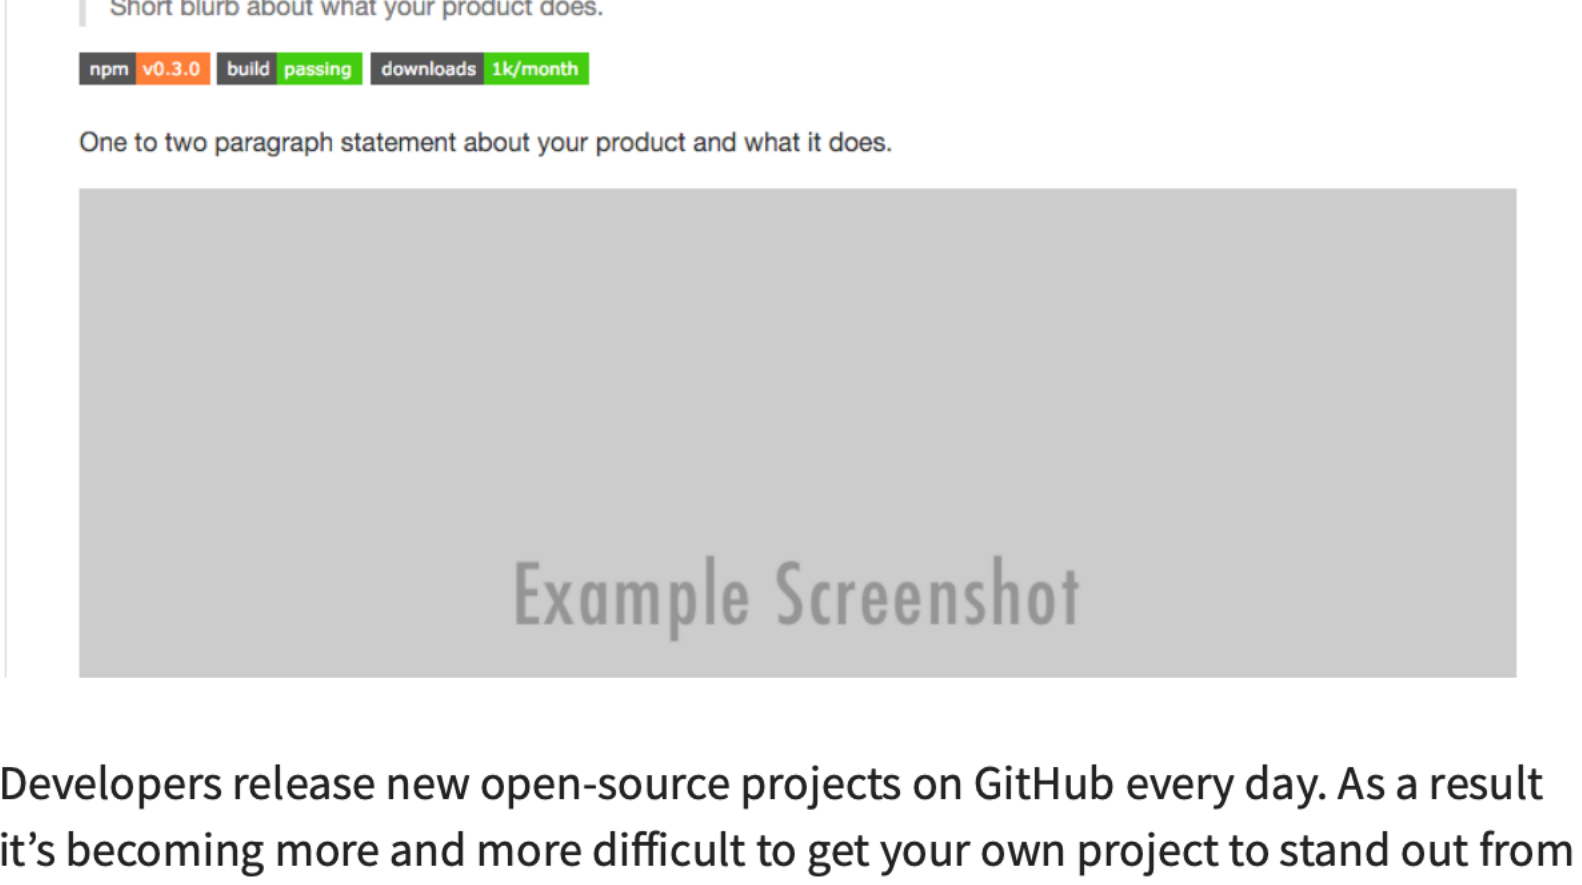 Short blurb about what your product does.
npm v0.3.0 build passing downloads 1k/month
One to two paragraph statement about your product and what it does.
Example Screenshot
Developers release new open-source projects on GitHub every day. As a result
it’s becoming more and more difficult to get your own project to stand out from